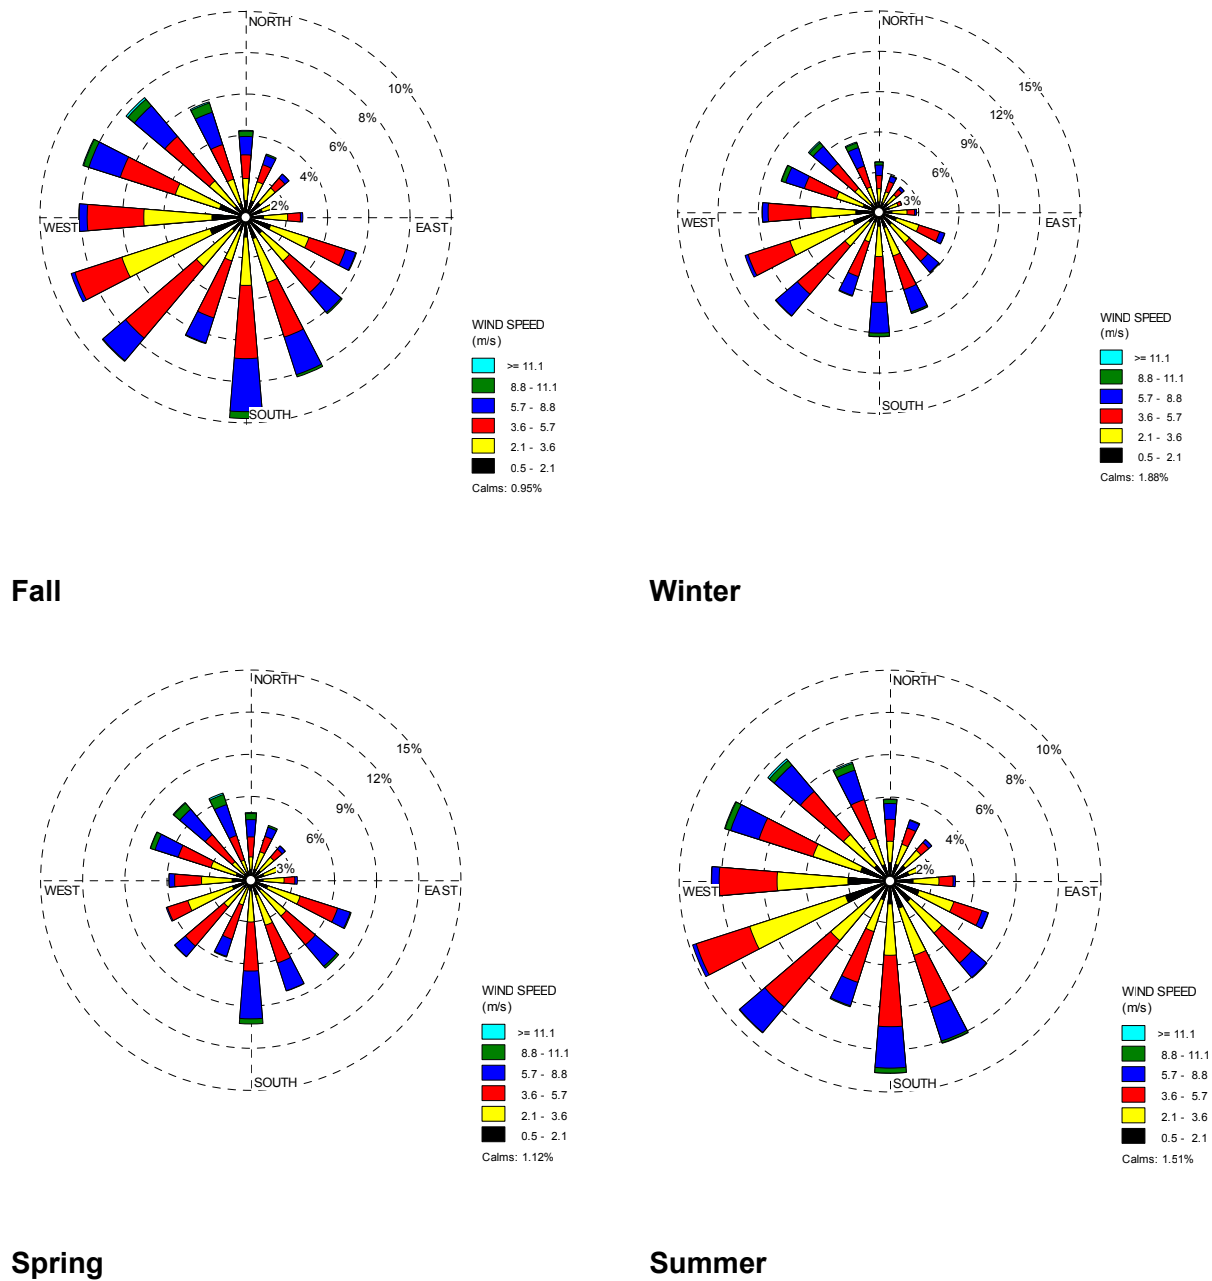 NORTH
10%
8%
6%
4%
2%
WEST
EAST
SOUTH
WIND SPEED
(m/s)
>= 11.1
8.8 - 11.1
5.7 - 8.8
3.6 - 5.7
2.1 - 3.6
0.5 - 2.1
Calms: 0.95%
Fall
NORTH
15%
12%
9%
6%
3%
WEST
EAST
SOUTH
WIND SPEED
(m/s)
>= 11.1
8.8 - 11.1
5.7 - 8.8
3.6 - 5.7
2.1 - 3.6
0.5 - 2.1
Calms: 1.88%
Winter
NORTH
15%
12%
9%
6%
3%
WEST
EAST
SOUTH
WIND SPEED
(m/s)
>= 11.1
8.8 - 11.1
5.7 - 8.8
3.6 - 5.7
2.1 - 3.6
0.5 - 2.1
Calms: 1.12%
Spring
NORTH
10%
8%
6%
4%
2%
WEST
EAST
SOUTH
WIND SPEED
(m/s)
>= 11.1
8.8 - 11.1
5.7 - 8.8
3.6 - 5.7
2.1 - 3.6
0.5 - 2.1
Calms: 1.51%
Summer